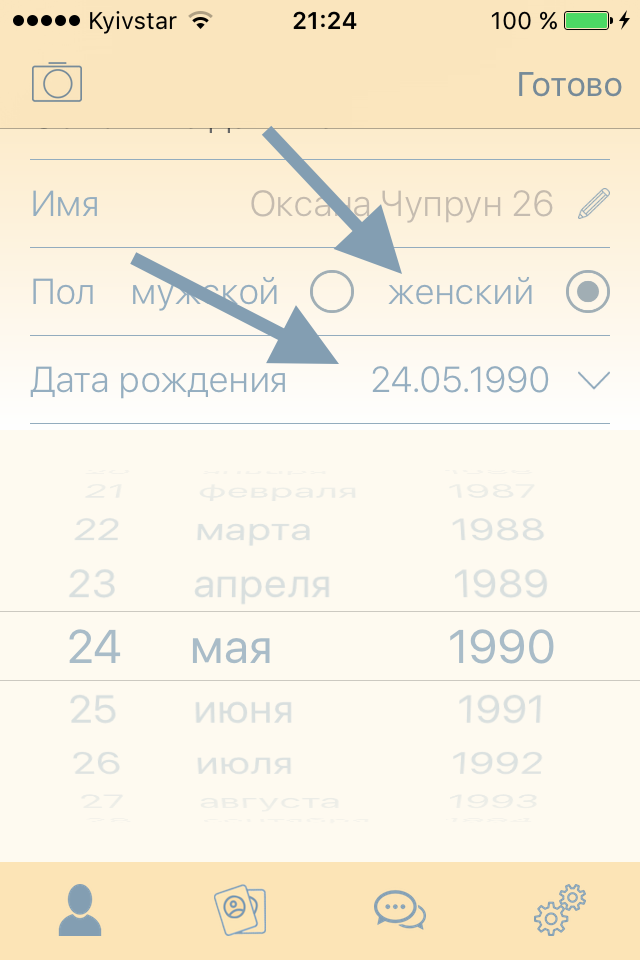 Kyivstar 21:24 100 %
Готово
Имя Оксана Чупрун 26
Пол мужской женский
Дата рождения 24.05.1990
21 февраля 1987
22 марта 1988
23 апреля 1989
24 мая 1990
25 июня 1991
26 июля 1992
27 августа 1993